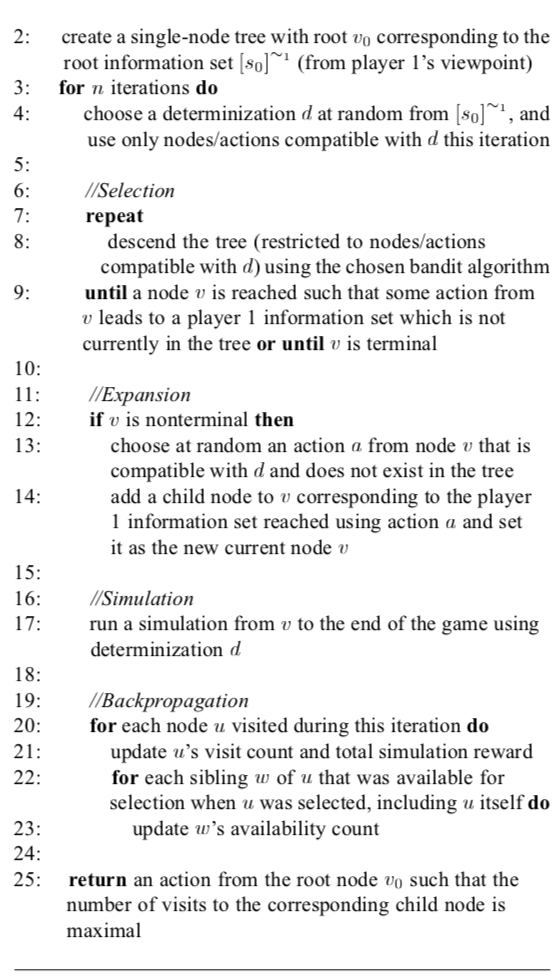 2: create a single-node tree with root v₀ corresponding to the
root information set [s₀]^∼₁ (from player 1's viewpoint)
3: for n iterations do
4: choose a determinization d at random from [s₀]^∼₁, and
use only nodes/actions compatible with d this iteration
5:
6: //Selection
7: repeat
8: descend the tree (restricted to nodes/actions
compatible with d) using the chosen bandit algorithm
9: until a node v is reached such that some action from
v leads to a player 1 information set which is not
currently in the tree or until v is terminal
10:
11: //Expansion
12: if v is nonterminal then
13: choose at random an action a from node v that is
compatible with d and does not exist in the tree
14: add a child node to v corresponding to the player
1 information set reached using action a and set
it as the new current node v
15:
16: //Simulation
17: run a simulation from v to the end of the game using
determinization d
18:
19: //Backpropagation
20: for each node u visited during this iteration do
21: update u's visit count and total simulation reward
22: for each sibling w of u that was available for
selection when u was selected, including u itself do
23: update w's availability count
24:
25: return an action from the root node v₀ such that the
number of visits to the corresponding child node is
maximal